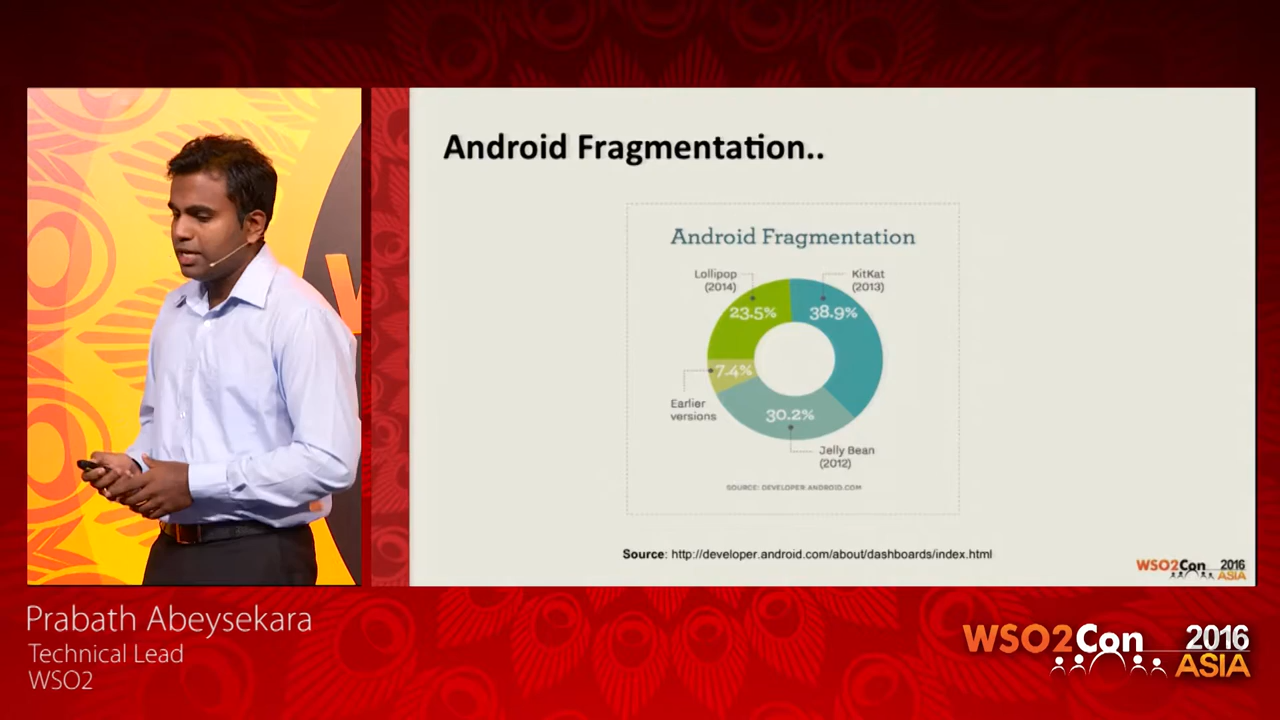 Android Fragmentation..
Android Fragmentation
Lollipop
(2014)
KitKat
(2013)
23.5%
38.9%
7.4%
Earlier
versions
30.2%
Jelly Bean
(2012)
SOURCE: DEVELOPER.ANDROID.COM
Source: http://developer.android.com/about/dashboards/index.html
WSO2Con 2016
ASIA
Prabath Abeysekara
Technical Lead
WSO2
WSO2Con 2016
ASIA